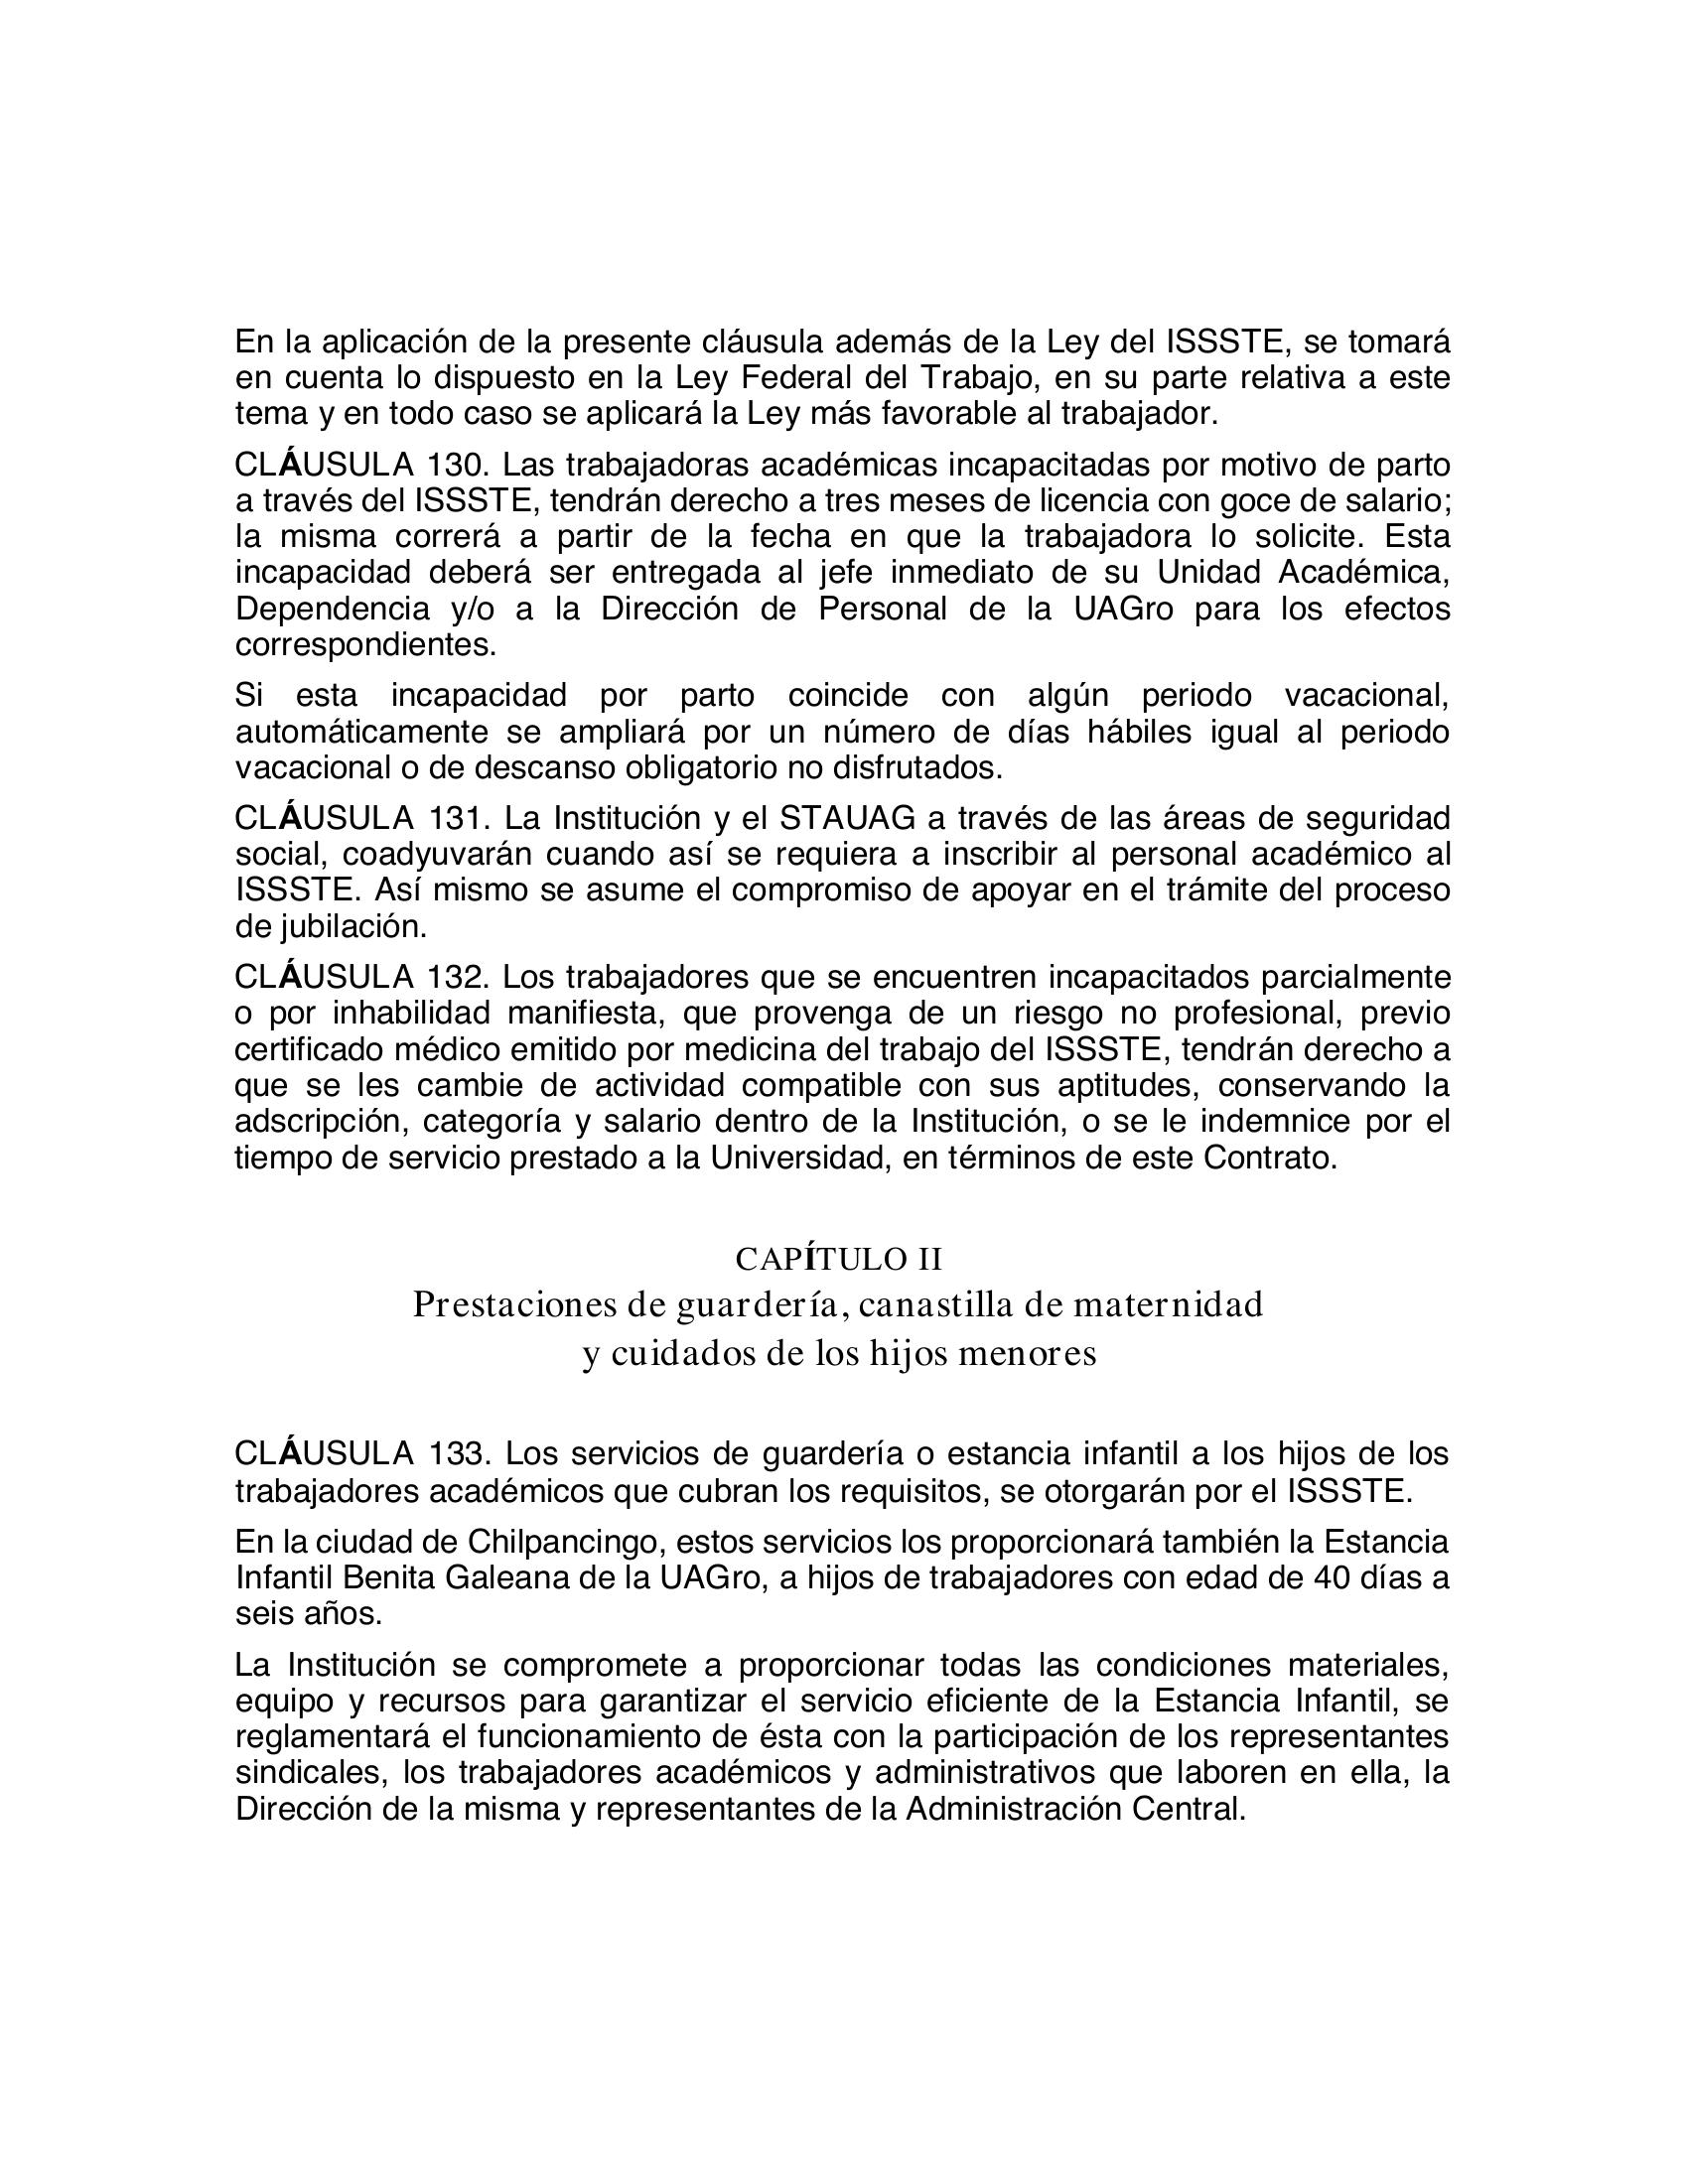 En la aplicación de la presente cláusula además de la Ley del ISSSTE, se tomará
en cuenta lo dispuesto en la Ley Federal del Trabajo, en su parte relativa a este
tema y en todo caso se aplicará la Ley más favorable al trabajador.
CLÁUSULA 130. Las trabajadoras académicas incapacitadas por motivo de parto
a través del ISSSTE, tendrán derecho a tres meses de licencia con goce de salario;
la misma correrá a partir de la fecha en que la trabajadora lo solicite. Esta
incapacidad deberá ser entregada al jefe inmediato de su Unidad Académica,
Dependencia y/o a la Dirección de Personal de la UAGro para los efectos
correspondientes.
Si esta incapacidad por parto coincide con algún periodo vacacional,
automáticamente se ampliará por un número de días hábiles igual al periodo
vacacional o de descanso obligatorio no disfrutados.
CLÁUSULA 131. La Institución y el STAUAG a través de las áreas de seguridad
social, coadyuvarán cuando así se requiera a inscribir al personal académico al
ISSSTE. Así mismo se asume el compromiso de apoyar en el trámite del proceso
de jubilación.
CLÁUSULA 132. Los trabajadores que se encuentren incapacitados parcialmente
o por inhabilidad manifiesta, que provenga de un riesgo no profesional, previo
certificado médico emitido por medicina del trabajo del ISSSTE, tendrán derecho a
que se les cambie de actividad compatible con sus aptitudes, conservando la
adscripción, categoría y salario dentro de la Institución, o se le indemnice por el
tiempo de servicio prestado a la Universidad, en términos de este Contrato.
CAPÍTULO II
Prestaciones de guardería, canastilla de maternidad
y cuidados de los hijos menores
CLÁUSULA 133. Los servicios de guardería o estancia infantil a los hijos de los
trabajadores académicos que cubran los requisitos, se otorgarán por el ISSSTE.
En la ciudad de Chilpancingo, estos servicios los proporcionará también la Estancia
Infantil Benita Galeana de la UAGro, a hijos de trabajadores con edad de 40 días a
seis años.
La Institución se compromete a proporcionar todas las condiciones materiales,
equipo y recursos para garantizar el servicio eficiente de la Estancia Infantil, se
reglamentará el funcionamiento de ésta con la participación de los representantes
sindicales, los trabajadores académicos y administrativos que laboren en ella, la
Dirección de la misma y representantes de la Administración Central.